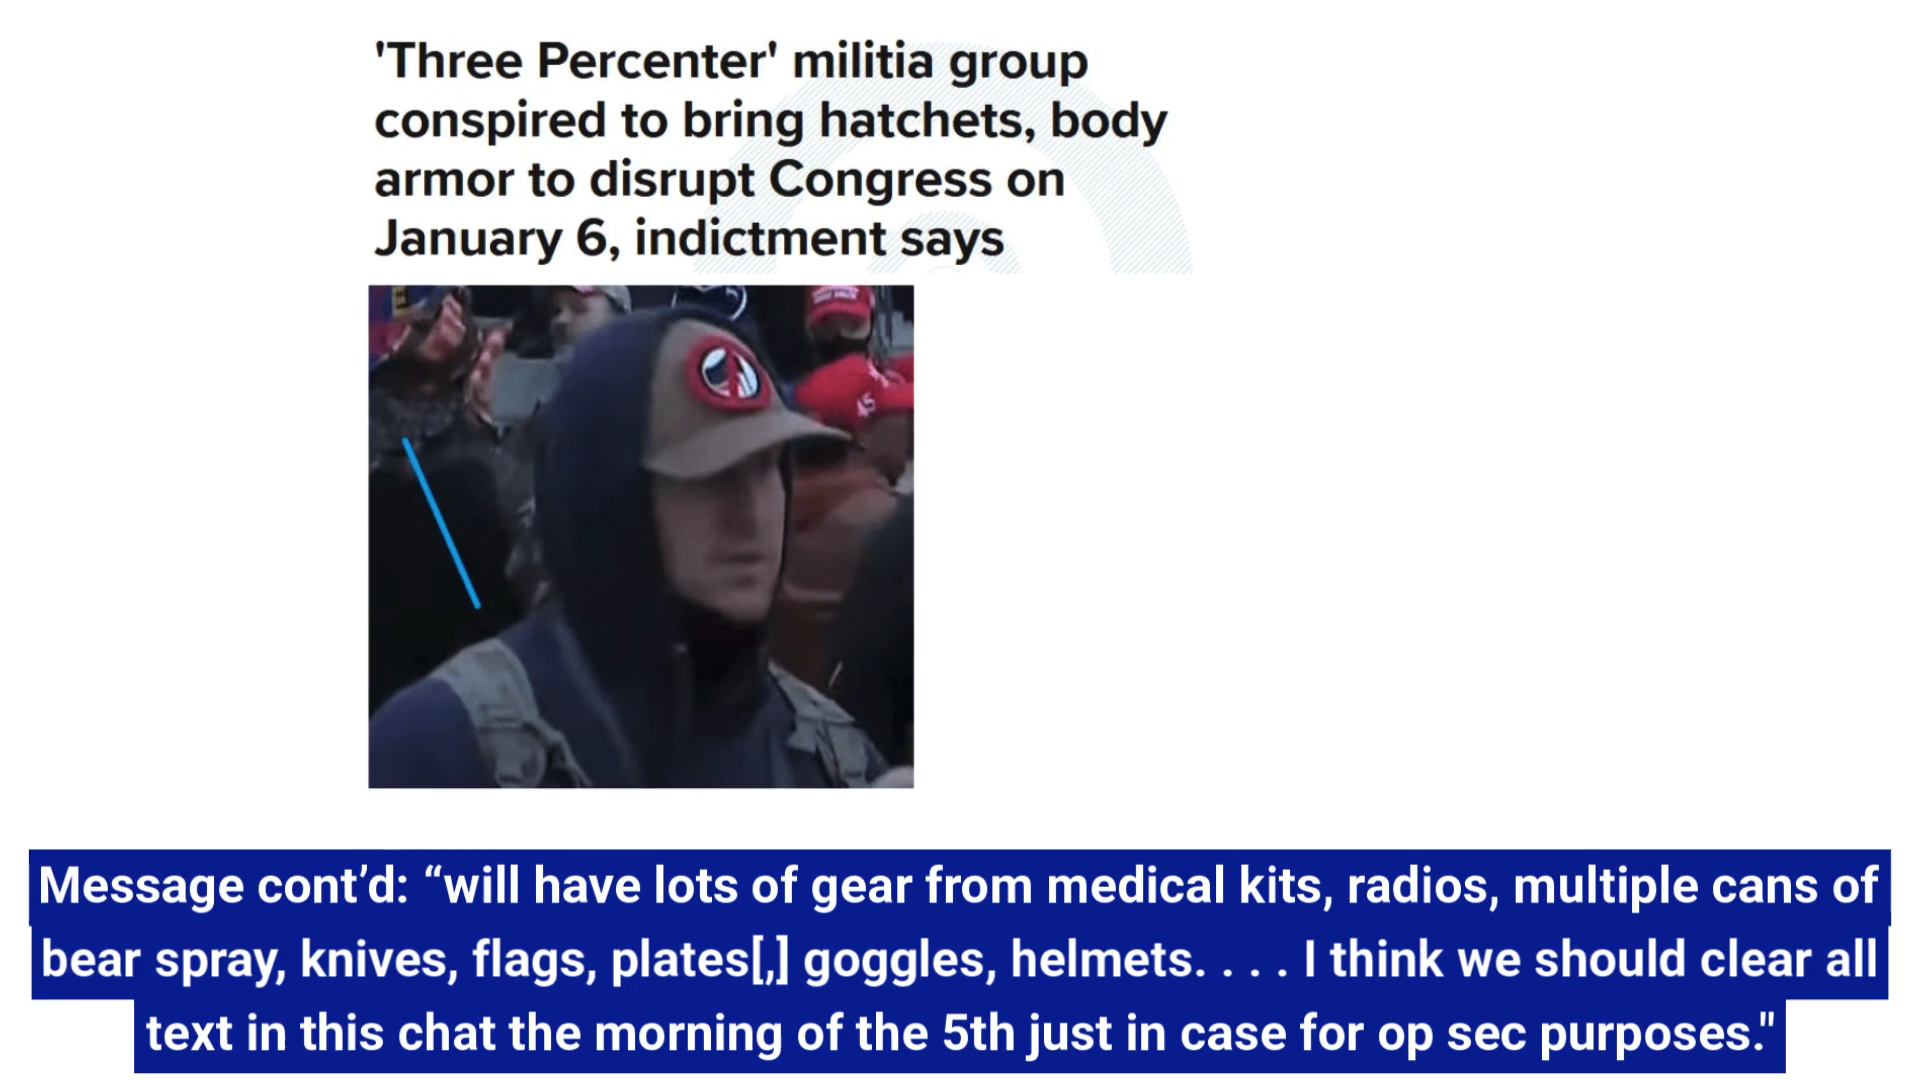 'Three Percenter' militia group
conspired to bring hatchets, body
armor to disrupt Congress on
January 6, indictment says
45
Message cont’d: “will have lots of gear from medical kits, radios, multiple cans of
bear spray, knives, flags, plates[,] goggles, helmets. . . . I think we should clear all
text in this chat the morning of the 5th just in case for op sec purposes."